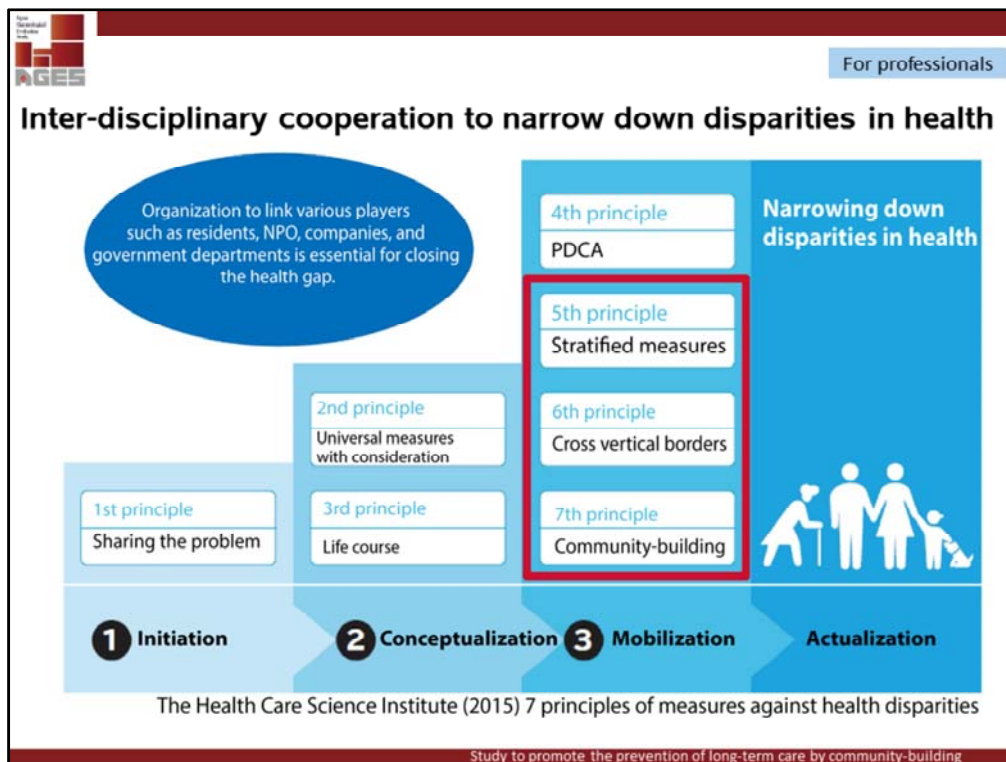 AGES
For professionals
Inter-disciplinary cooperation to narrow down disparities in health
Organization to link various players
such as residents, NPO, companies, and
government departments is essential for closing
the health gap.
1st principle
Sharing the problem
2nd principle
Universal measures
with consideration
3rd principle
Life course
4th principle
PDCA
5th principle
Stratified measures
6th principle
Cross vertical borders
7th principle
Community-building
Narrowing down
disparities in health
1 Initiation
2 Conceptualization
3 Mobilization
Actualization
The Health Care Science Institute (2015) 7 principles of measures against health disparities
Study to promote the prevention of long-term care by community-building